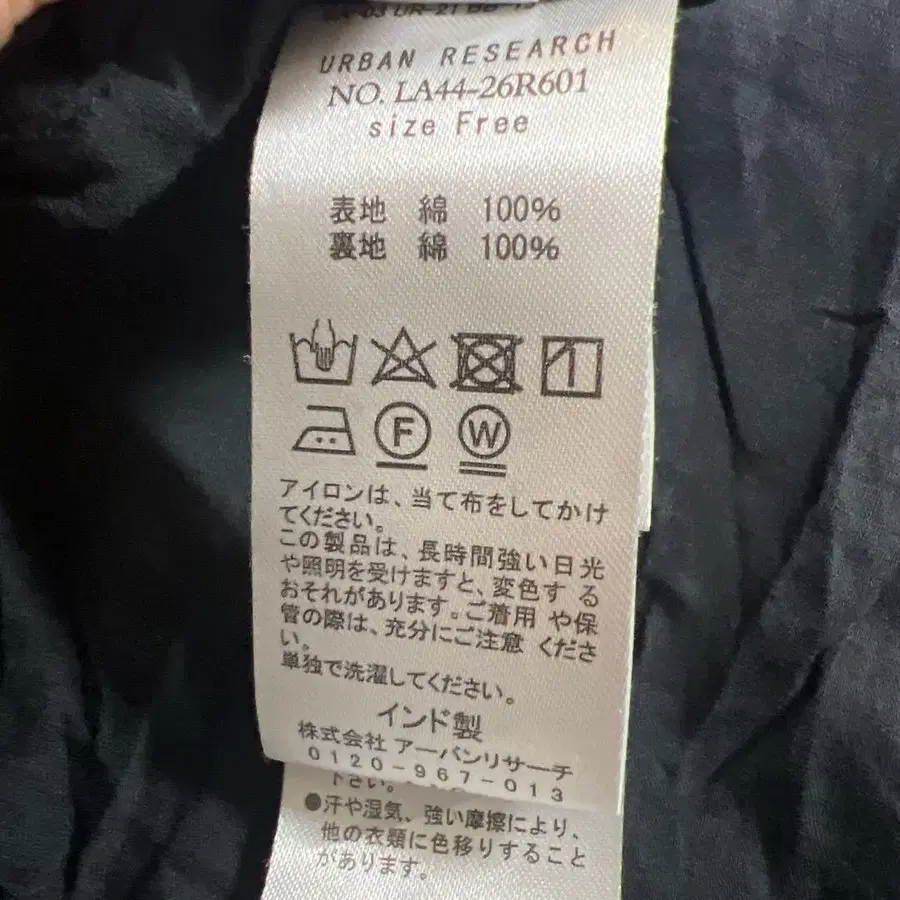 URBAN RESEARCH
NO. LA44-26R601
size Free
表地 綿 100%
裏地 綿 100%
F W
アイロンは、当て布をしてかけ
てください。
この製品は、長時間強い日光
や照明を受けますと、変色する
おそれがあります。ご着用や保
管の際は、充分にご注意くださ
い。
単独で洗濯してください。
インド製
株式会社 アーバンリサーチ
0120-967-013
下さい。
●汗や湿気、強い摩擦により、
他の衣類に色移りすること
があります。